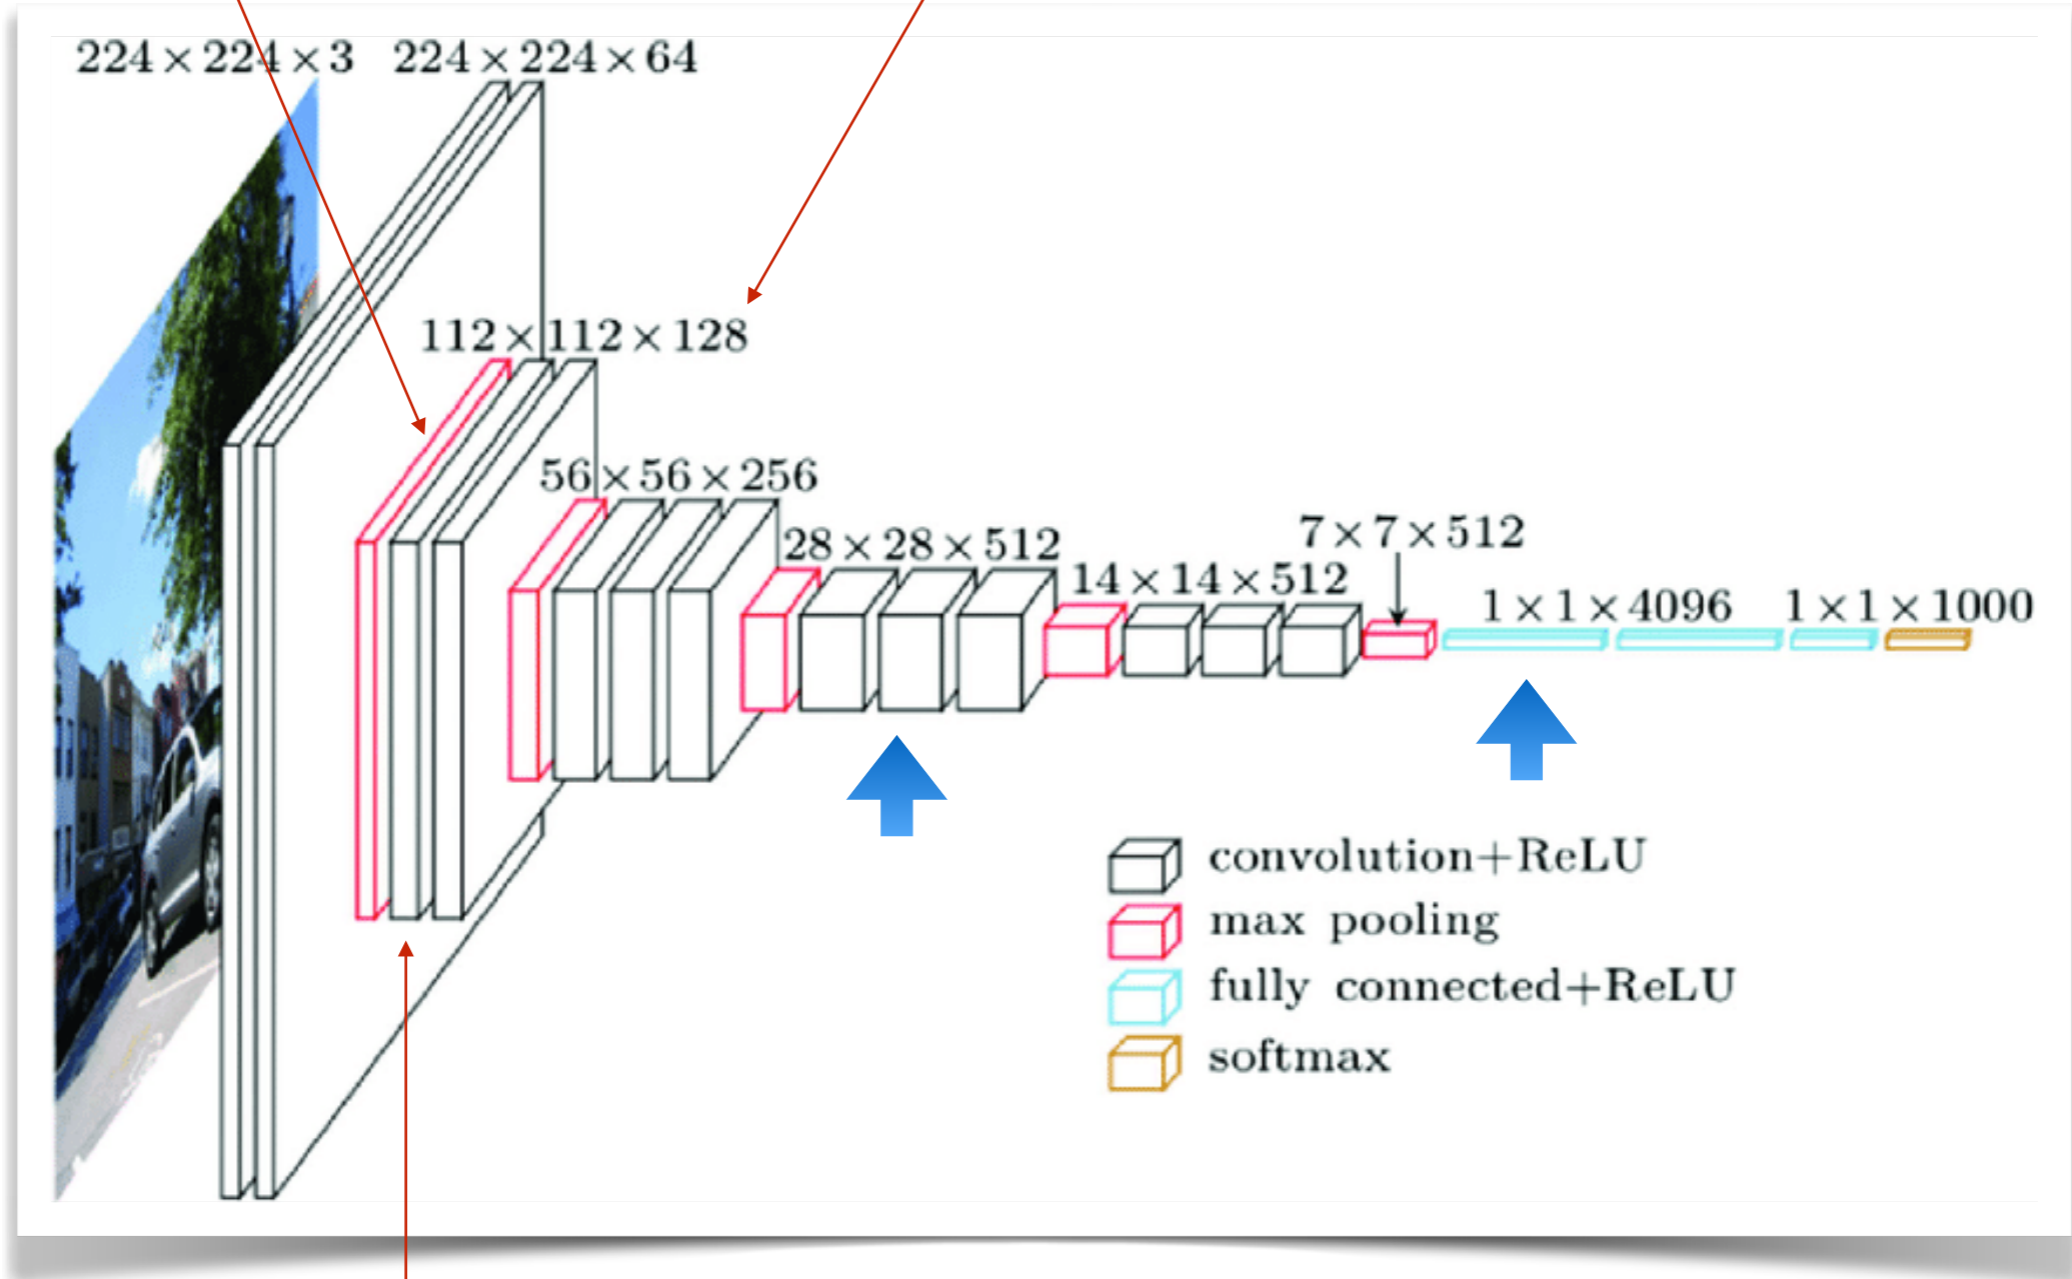 224×224×3
224×224×64
112×112×128
56×56×256
28×28×512
14×14×512
7×7×512
1×1×4096
1×1×1000
convolution+ReLU
max pooling
fully connected+ReLU
softmax